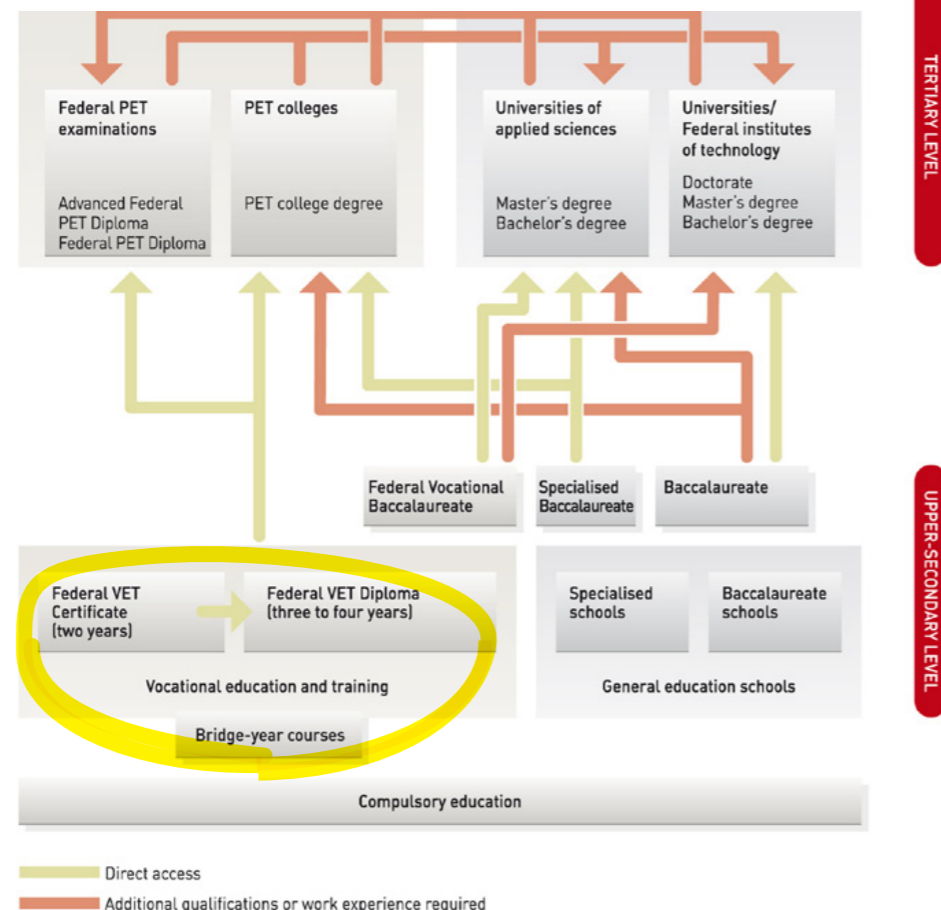 TERTIARY LEVEL
Federal PET
examinations
Advanced Federal
PET Diploma
Federal PET Diploma
PET colleges
PET college degree
Universities of
applied sciences
Master's degree
Bachelor's degree
Universities/
Federal institutes
of technology
Doctorate
Master's degree
Bachelor's degree
UPPER-SECONDARY LEVEL
Federal Vocational
Baccalaureate
Specialised
Baccalaureate
Baccalaureate
Federal VET
Certificate
(two years)
Federal VET Diploma
(three to four years)
Vocational education and training
Specialised
schools
Baccalaureate
schools
General education schools
Bridge-year courses
Compulsory education
Direct access
Additional qualifications or work experience required